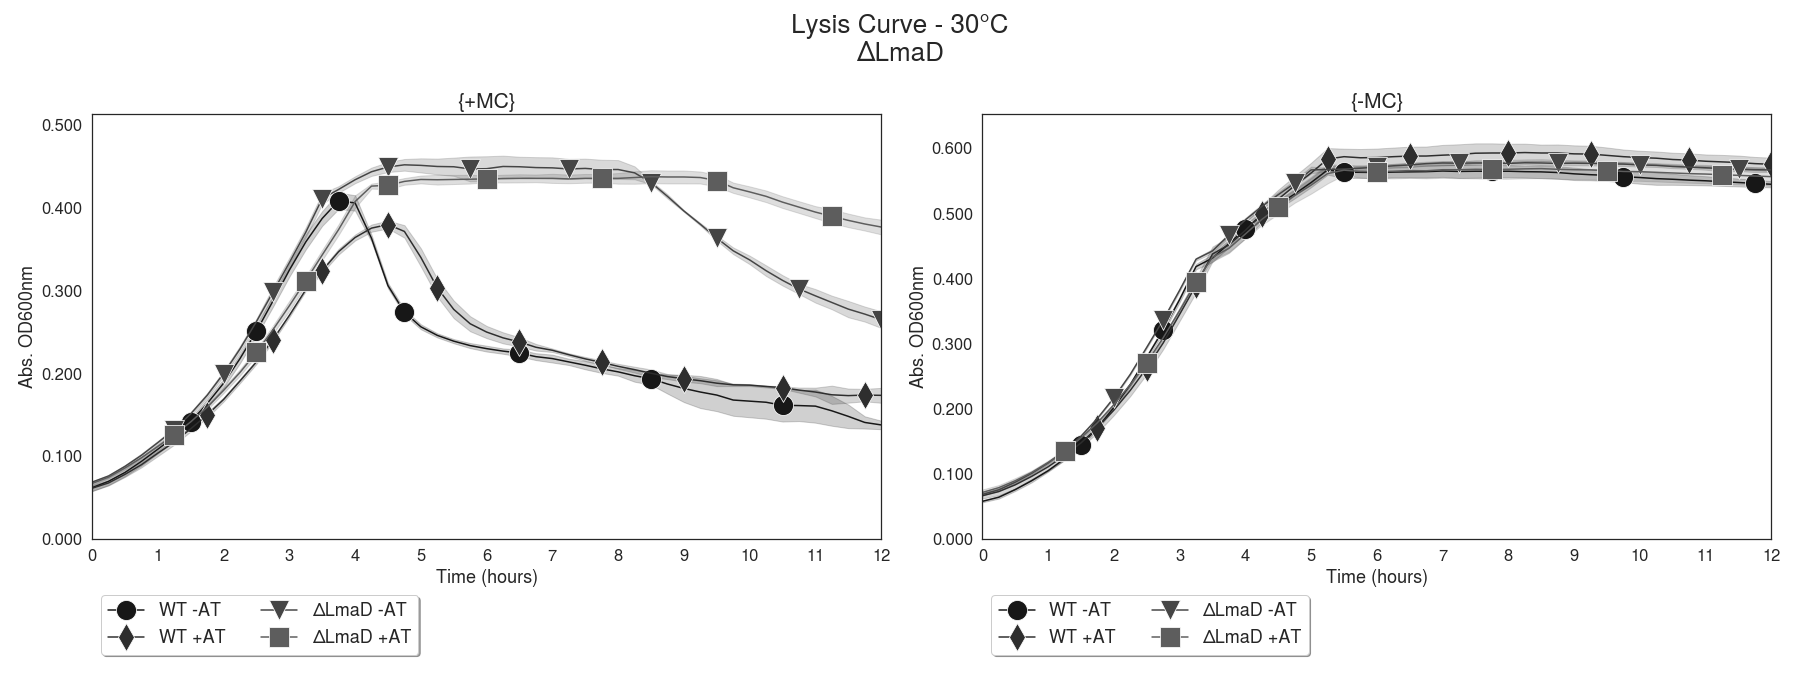 Lysis Curve - 30°C
ΔLmaD
{+MC}
0.500
0.400
0.300
0.200
0.100
0.000
Abs. OD600nm
0 1 2 3 4 5 6 7 8 9 10 11 12
Time (hours)
WT -AT
WT +AT
ΔLmaD -AT
ΔLmaD +AT
{-MC}
0.600
0.500
0.400
0.300
0.200
0.100
0.000
Abs. OD600nm
0 1 2 3 4 5 6 7 8 9 10 11 12
Time (hours)
WT -AT
WT +AT
ΔLmaD -AT
ΔLmaD +AT